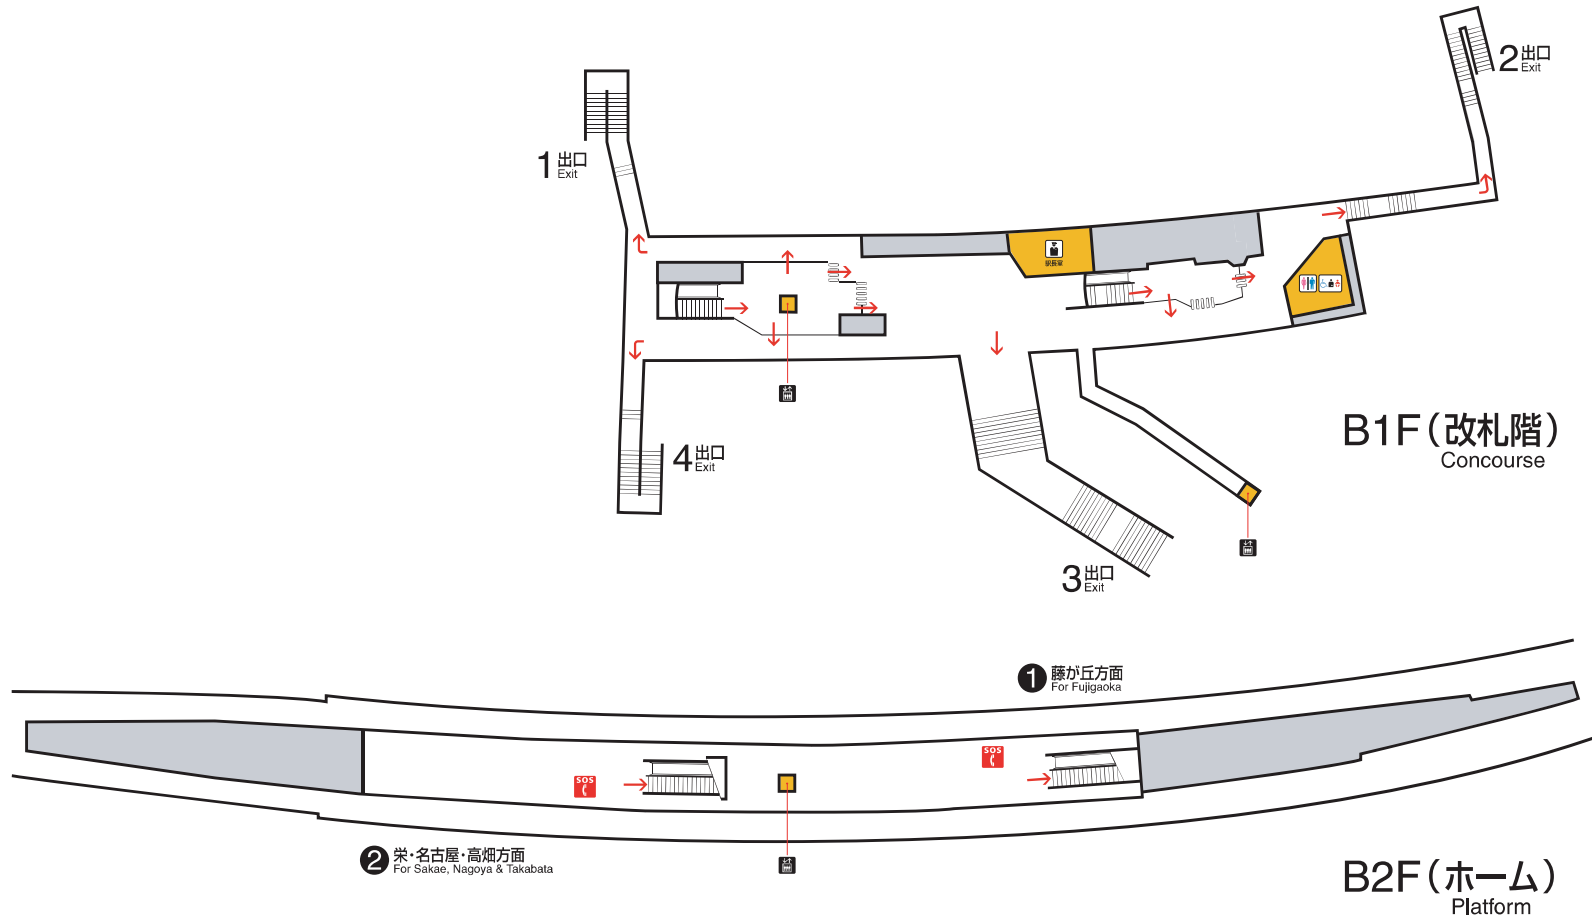 2 出口
Exit
1 出口
Exit
駅長室
B1F(改札階)
Concourse
4 出口
Exit
3 出口
Exit
1 藤が丘方面
For Fujigaoka
SOS
SOS
2 栄・名古屋・高畑方面
For Sakae, Nagoya & Takabata
B2F(ホーム)
Platform